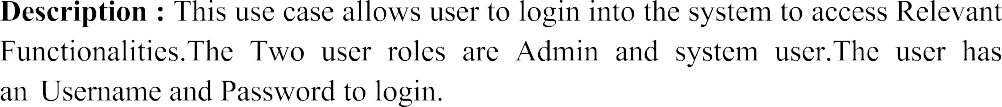 Description : This use case allows user to login into the system to access Relevant
Functionalities.The Two user roles are Admin and system user.The user has
an Username and Password to login.